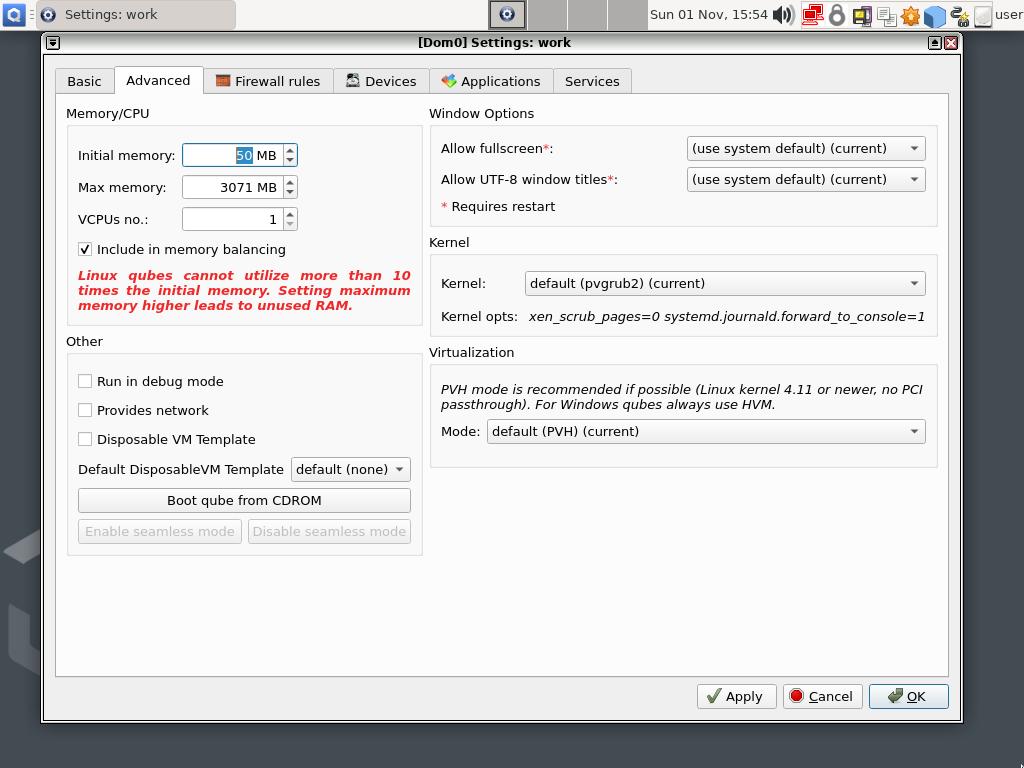 Settings: work
Sun 01 Nov, 15:54
user
[Dom0] Settings: work
Basic
Advanced
Firewall rules
Devices
Applications
Services
Memory/CPU
Initial memory: 50 MB
Max memory: 3071 MB
VCPUs no.: 1
Include in memory balancing
Linux qubes cannot utilize more than 10
times the initial memory. Setting maximum
memory higher leads to unused RAM.
Other
Run in debug mode
Provides network
Disposable VM Template
Default DisposableVM Template default (none)
Boot qube from CDROM
Enable seamless mode Disable seamless mode
Window Options
Allow fullscreen*: (use system default) (current)
Allow UTF-8 window titles*: (use system default) (current)
* Requires restart
Kernel
Kernel: default (pvgrub2) (current)
Kernel opts: xen_scrub_pages=0 systemd.journald.forward_to_console=1
Virtualization
PVH mode is recommended if possible (Linux kernel 4.11 or newer, no PCI
passthrough). For Windows qubes always use HVM.
Mode: default (PVH) (current)
Apply
Cancel
OK